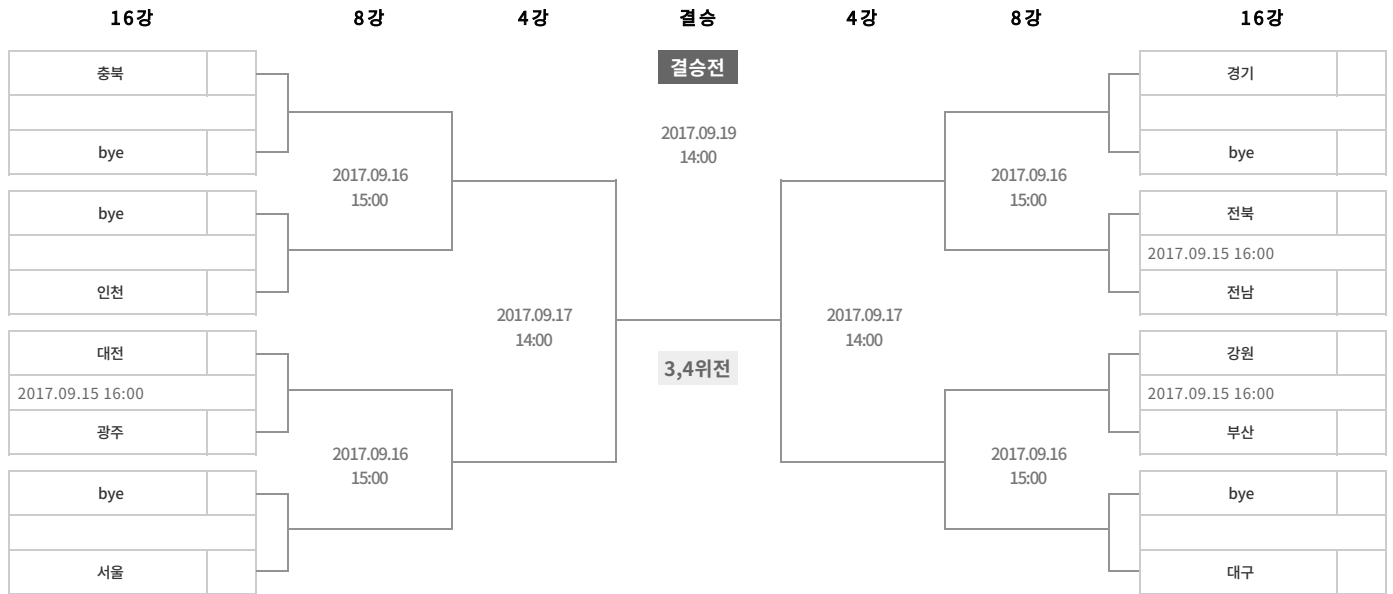 16강 8강 4강 결승 4강 8강 16강
충북
bye
bye
인천
대전
2017.09.15 16:00
광주
bye
서울
2017.09.16
15:00
2017.09.16
15:00
2017.09.17
14:00
결승전
2017.09.19
14:00
3,4위전
2017.09.17
14:00
2017.09.16
15:00
2017.09.16
15:00
경기
bye
전북
2017.09.15 16:00
전남
강원
2017.09.15 16:00
부산
bye
대구